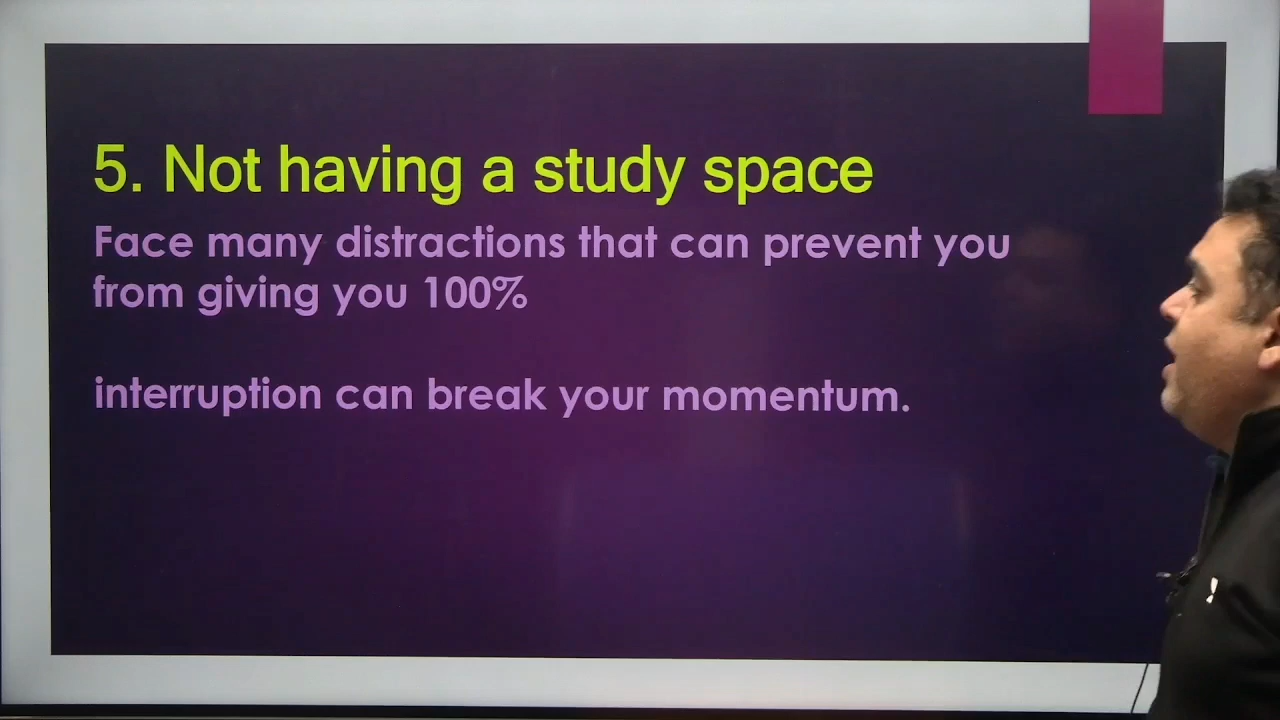 5. Not having a study space
Face many distractions that can prevent you
from giving you 100%
interruption can break your momentum.